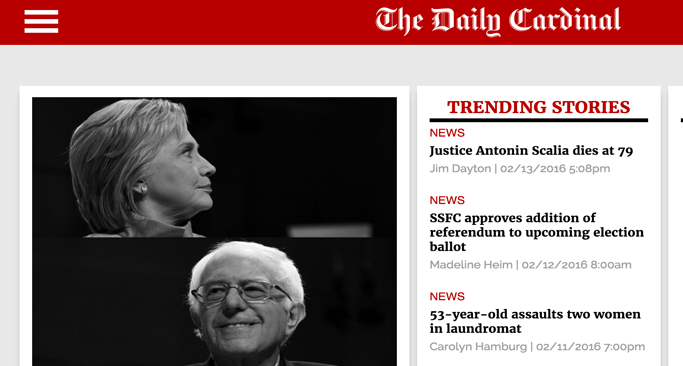 The Daily Cardinal
TRENDING STORIES
NEWS
Justice Antonin Scalia dies at 79
Jim Dayton | 02/13/2016 5:08pm
NEWS
SSFC approves addition of
referendum to upcoming election
ballot
Madeline Heim | 02/12/2016 8:00am
NEWS
53-year-old assaults two women
in laundromat
Carolyn Hamburg | 02/11/2016 7:00pm